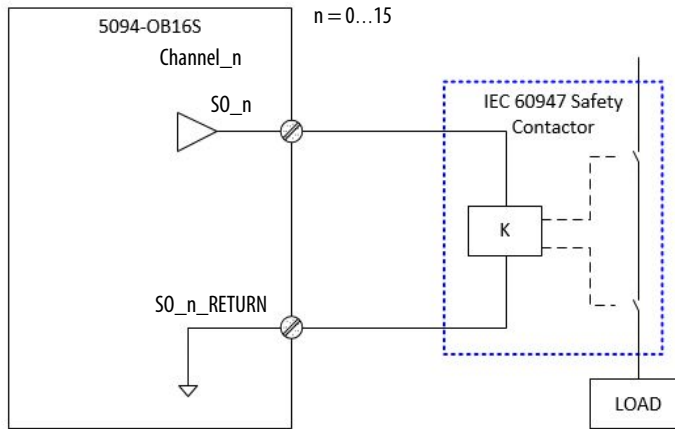 5094-OB16S
n = 0…15
Channel_n
SO_n
IEC 60947 Safety
Contactor
K
SO_n_RETURN
LOAD